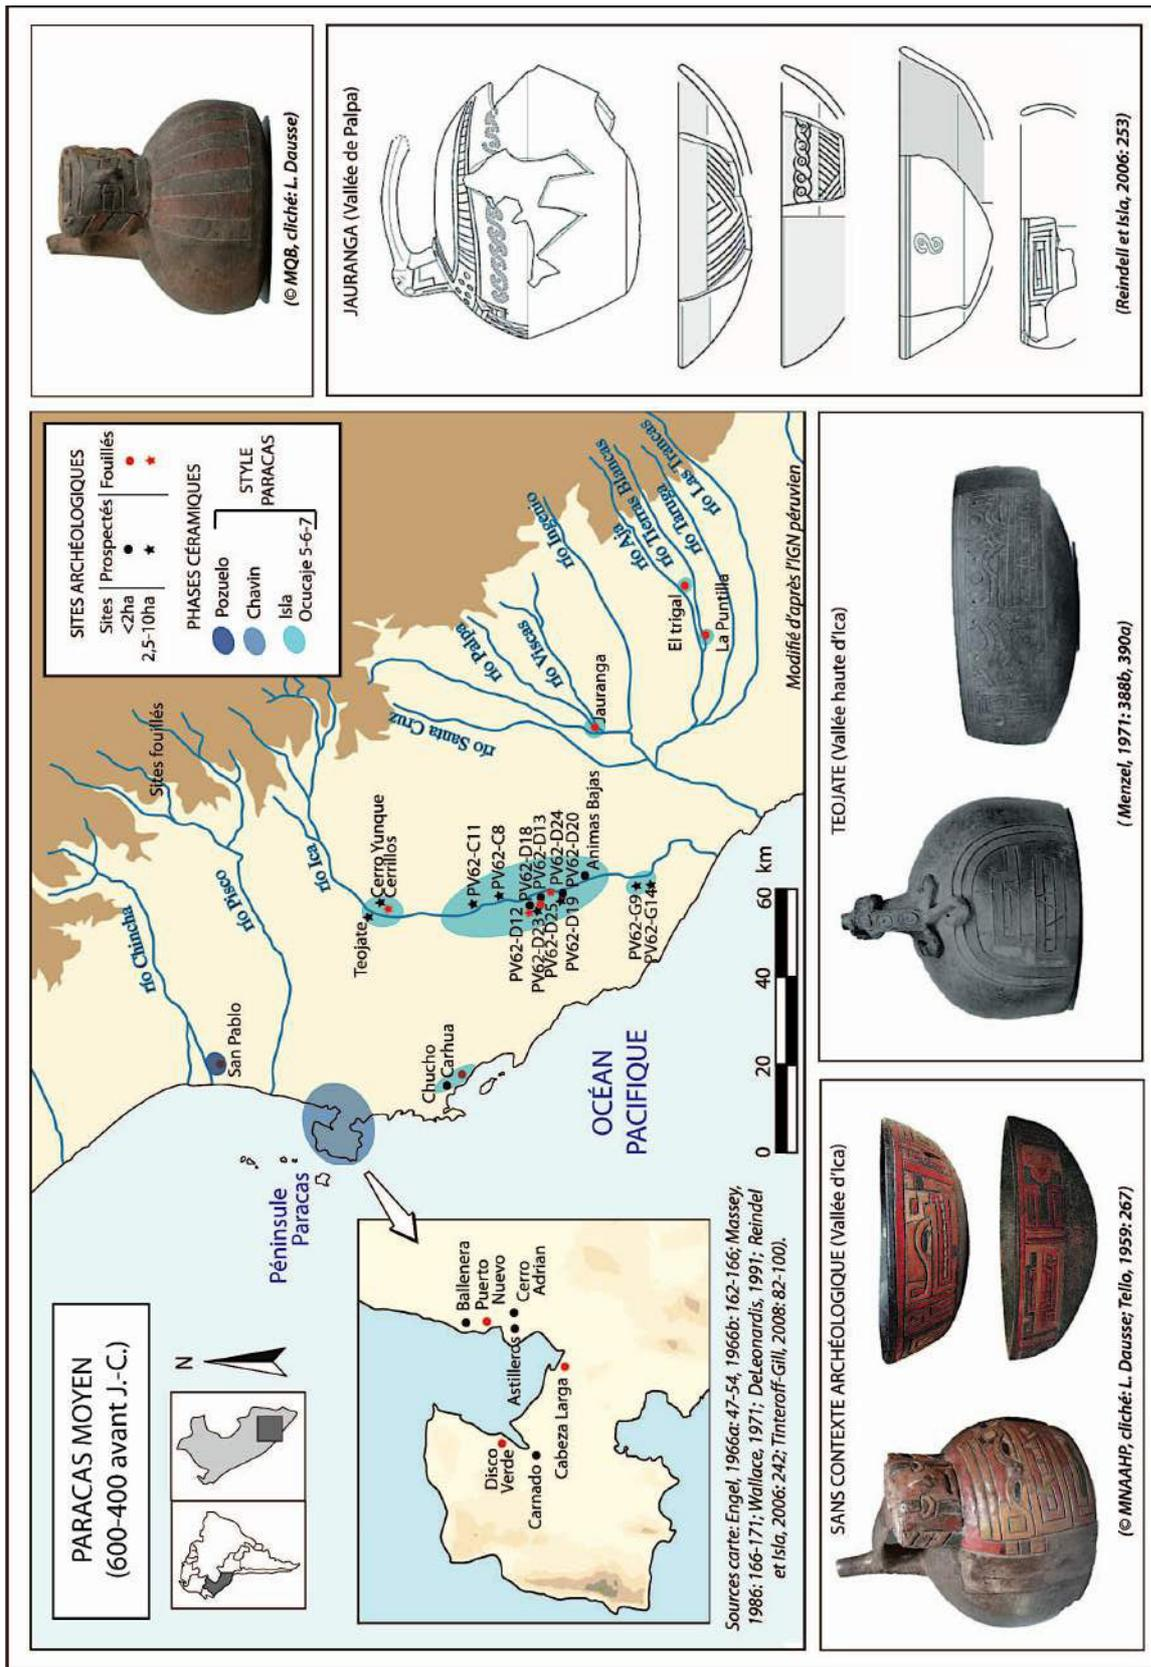 PARACAS MOYEN
(600-400 avant J.-C.)
N
Péninsule
Paracas
OCÉAN
PACIFIQUE
río Chincha
San Pablo
río Pisco
Sites fouillés
río Ica
Teojate
Cerro Yunque
Cerrillos
Chucho
Carhua
PV62-C11
PV62-C8
PV62-D18
PV62-D13
PV62-D24
PV62-D20
Animas Bajas
PV62-D12
PV62-D23
PV62-D25
PV62-D19
PV62-G9
PV62-G14
río Santa Cruz
río Palpa
río Viscas
Jauranga
río Ingenio
río Aja
río Tierras Blancas
río Taruga
río Las Trancas
El trigal
La Puntilla
0
20
40
60 km
Modifié d'après l'IGN péruvien
SITES ARCHÉOLOGIQUES
Sites
Prospectés
Fouillés
<2ha
2,5-10ha
PHASES CÉRAMIQUES
Pozuelo
Chavin
Isla
Ocucaje 5-6-7
STYLE
PARACAS
Ballenera
Puerto
Nuevo
Cerro
Adrian
Astilleros
Disco
Verde
Carnado
Cabeza Larga
Sources carte: Engel, 1966a: 47-54, 1966b: 162-166; Massey,
1986: 166-171; Wallace, 1971; DeLeonardis, 1991; Reindel
et Isla, 2006: 242; Tinteroff-Gill, 2008: 82-100).
(© MQB, cliché: L. Dausse)
JAURANGA (Vallée de Palpa)
(Reindell et Isla, 2006: 253)
SANS CONTEXTE ARCHÉOLOGIQUE (Vallée d'Ica)
(© MNAAHP, cliché: L. Dausse; Tello, 1959: 267)
TEOJATE (Vallée haute d'Ica)
( Menzel, 1971: 388b, 390a)